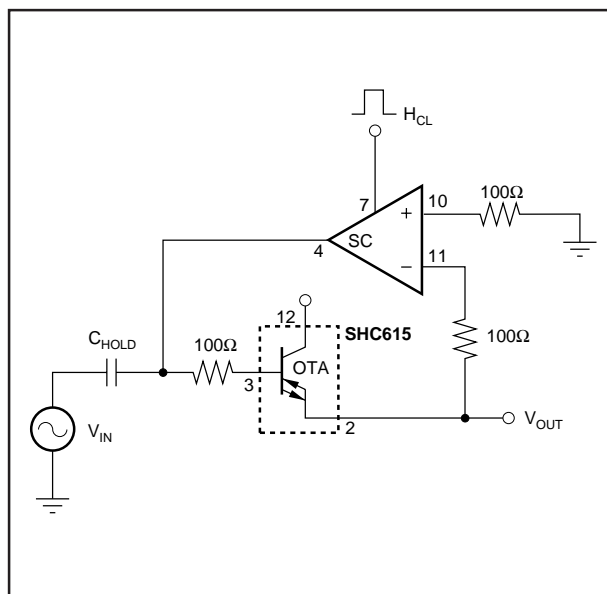 H_CL
7
10
100Ω
+
SC
4
11
−
100Ω
12
SHC615
C_HOLD
100Ω
OTA
3
2
V_OUT
V_IN